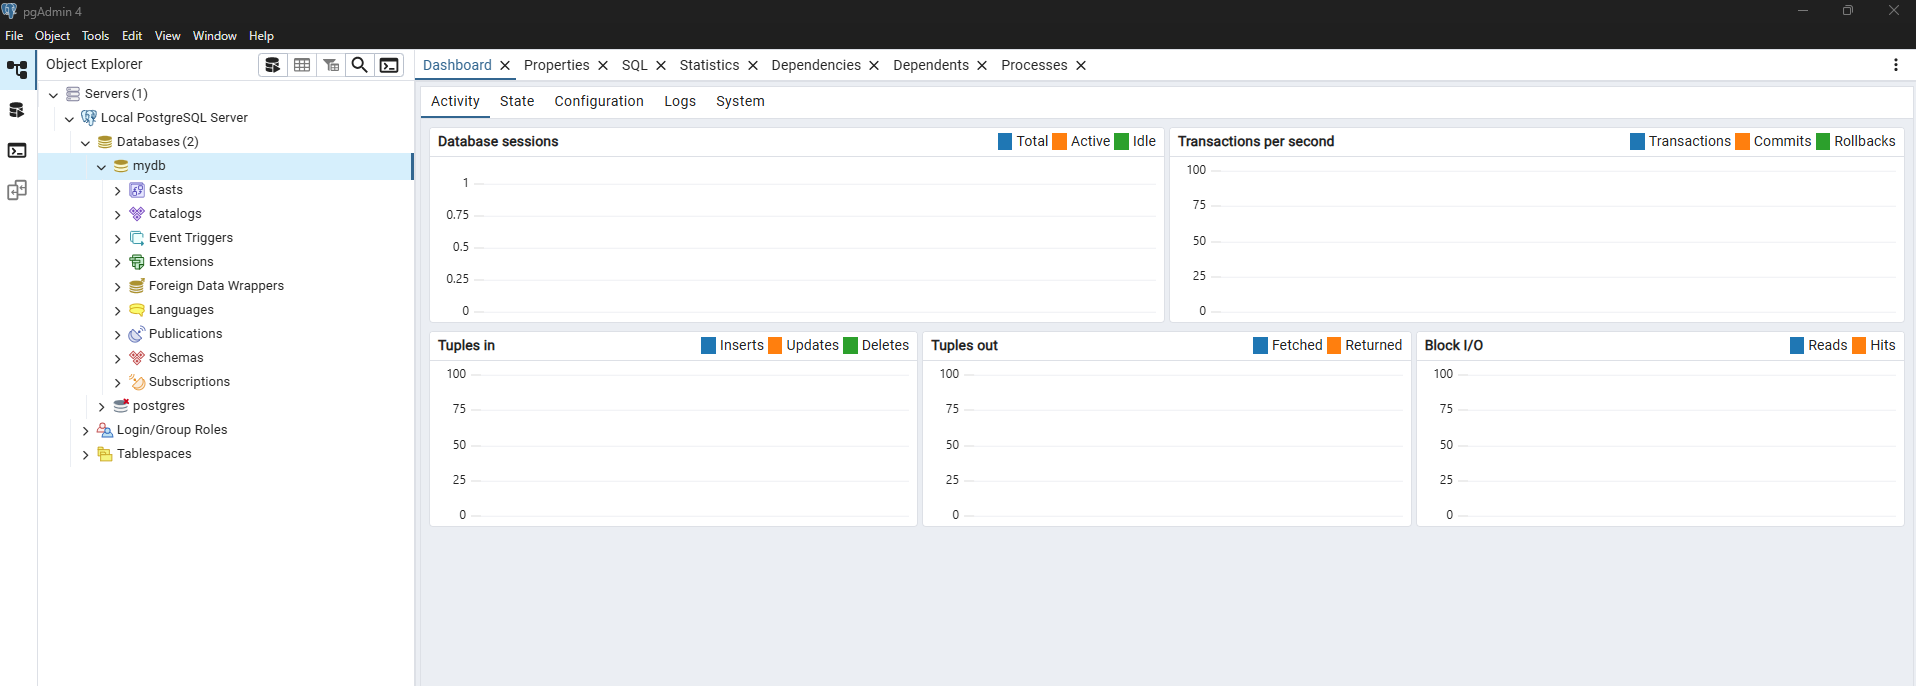 pgAdmin 4
File Object Tools Edit View Window Help
Object Explorer
Servers (1)
Local PostgreSQL Server
Databases (2)
mydb
Casts
Catalogs
Event Triggers
Extensions
Foreign Data Wrappers
Languages
Publications
Schemas
Subscriptions
postgres
Login/Group Roles
Tablespaces
Dashboard Properties SQL Statistics Dependencies Dependents Processes
Activity State Configuration Logs System
Database sessions Total Active Idle
1
0.75
0.5
0.25
0
Transactions per second Transactions Commits Rollbacks
100
75
50
25
0
Tuples in Inserts Updates Deletes
100
75
50
25
0
Tuples out Fetched Returned
100
75
50
25
0
Block I/O Reads Hits
100
75
50
25
0